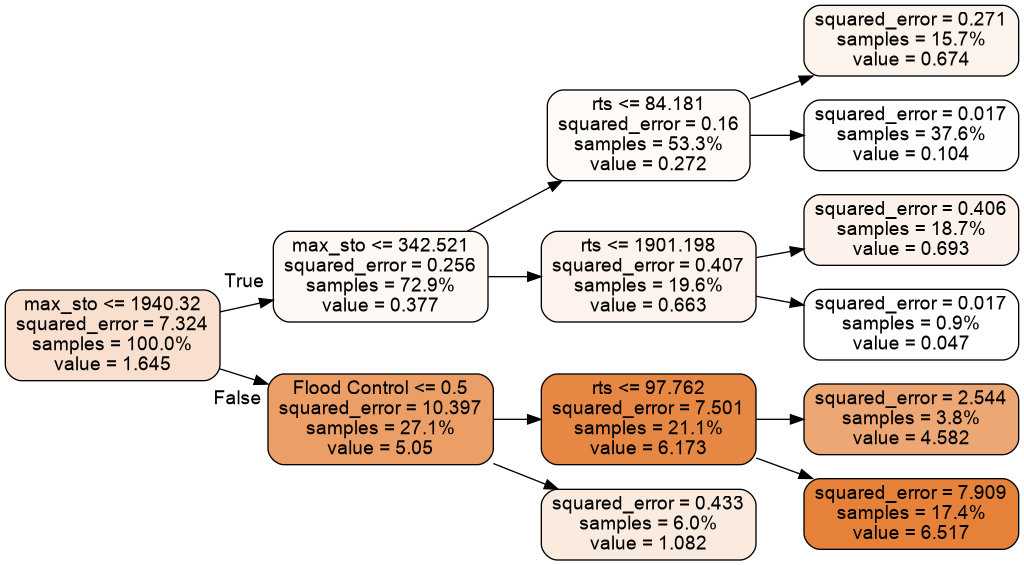 max_sto <= 1940.32
squared_error = 7.324
samples = 100.0%
value = 1.645
True
False
max_sto <= 342.521
squared_error = 0.256
samples = 72.9%
value = 0.377
Flood Control <= 0.5
squared_error = 10.397
samples = 27.1%
value = 5.05
rts <= 84.181
squared_error = 0.16
samples = 53.3%
value = 0.272
rts <= 1901.198
squared_error = 0.407
samples = 19.6%
value = 0.663
rts <= 97.762
squared_error = 7.501
samples = 21.1%
value = 6.173
squared_error = 0.433
samples = 6.0%
value = 1.082
squared_error = 0.271
samples = 15.7%
value = 0.674
squared_error = 0.017
samples = 37.6%
value = 0.104
squared_error = 0.406
samples = 18.7%
value = 0.693
squared_error = 0.017
samples = 0.9%
value = 0.047
squared_error = 2.544
samples = 3.8%
value = 4.582
squared_error = 7.909
samples = 17.4%
value = 6.517